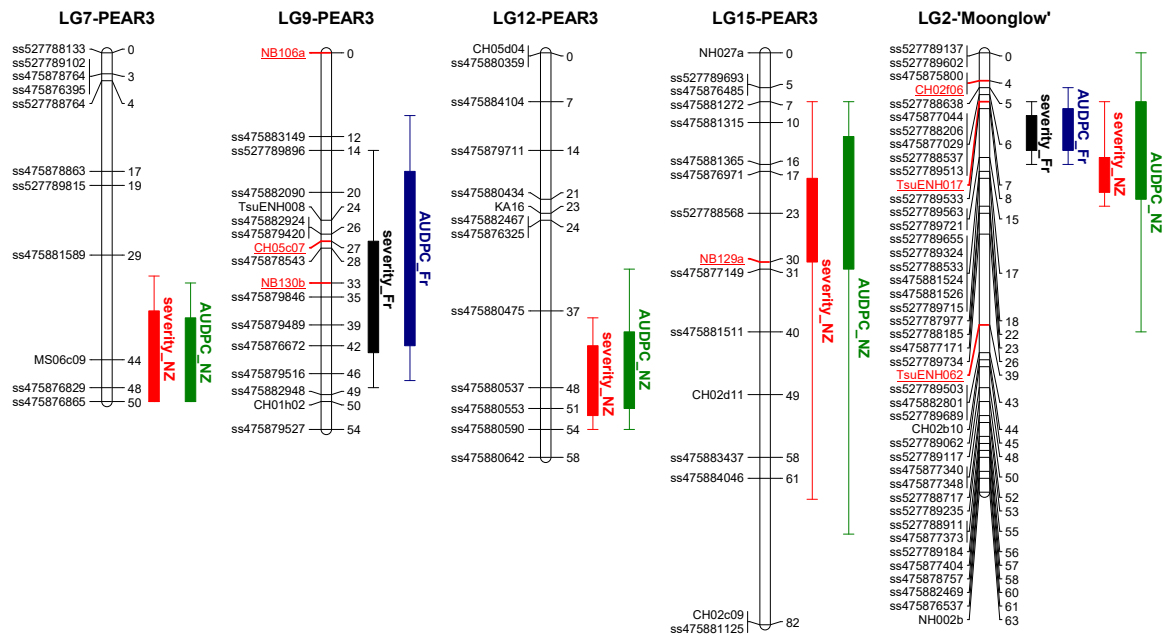 LG7-PEAR3
ss527788133 0
ss527789102
ss475878764 3
ss475876395
ss527788764 4
ss475878863 17
ss527789815 19
ss475881589 29
MS06c09 44
ss475876829 48
ss475876865 50
severity_NZ
AUDPC_NZ
LG9-PEAR3
NB106a 0
ss475883149 12
ss527789896 14
ss475882090 20
TsuENH008 24
ss475882924
ss475879420 26
CH05c07 27
ss475878543 28
NB130b 33
ss475879846 35
ss475879489 39
ss475876672 42
ss475879516 46
ss475882948 49
CH01h02 50
ss475879527 54
severity_Fr
AUDPC_Fr
LG12-PEAR3
CH05d04
ss475880359 0
ss475884104 7
ss475879711 14
ss475880434 21
KA16 23
ss475882467
ss475876325 24
ss475880475 37
ss475880537 48
ss475880553 51
ss475880590 54
ss475880642 58
severity_NZ
AUDPC_NZ
LG15-PEAR3
NH027a 0
ss527789693
ss475876485 5
ss475881272 7
ss475881315 10
ss475881365 16
ss475876971 17
ss527788568 23
NB129a 30
ss475877149 31
ss475881511 40
CH02d11 49
ss475883437 58
ss475884046 61
CH02c09
ss475881125 82
severity_NZ
AUDPC_NZ
LG2-'Moonglow'
ss527789137
ss527789602 0
ss475875800
CH02f06 4
ss527788638 5
ss475877044
ss527788206
ss475877029 6
ss527788537
ss527789513
TsuENH017 7
ss527789533 8
ss527789563
ss527789721 15
ss527789655
ss527789324
ss527788533 17
ss475881524
ss475881526
ss527789715
ss527787977 18
ss527788185 22
ss475877171 23
ss527789734 26
TsuENH062 39
ss527789503
ss475882801 43
ss527789689
CH02b10 44
ss527789062 45
ss527789117 48
ss475877340
ss475877348 50
ss527788717 52
ss527789235 53
ss527788911
ss475877373 55
ss527789184 56
ss475877404 57
ss475878757 58
ss475882469 60
ss475876537 61
NH002b 63
severity_Fr
AUDPC_Fr
severity_NZ
AUDPC_NZ